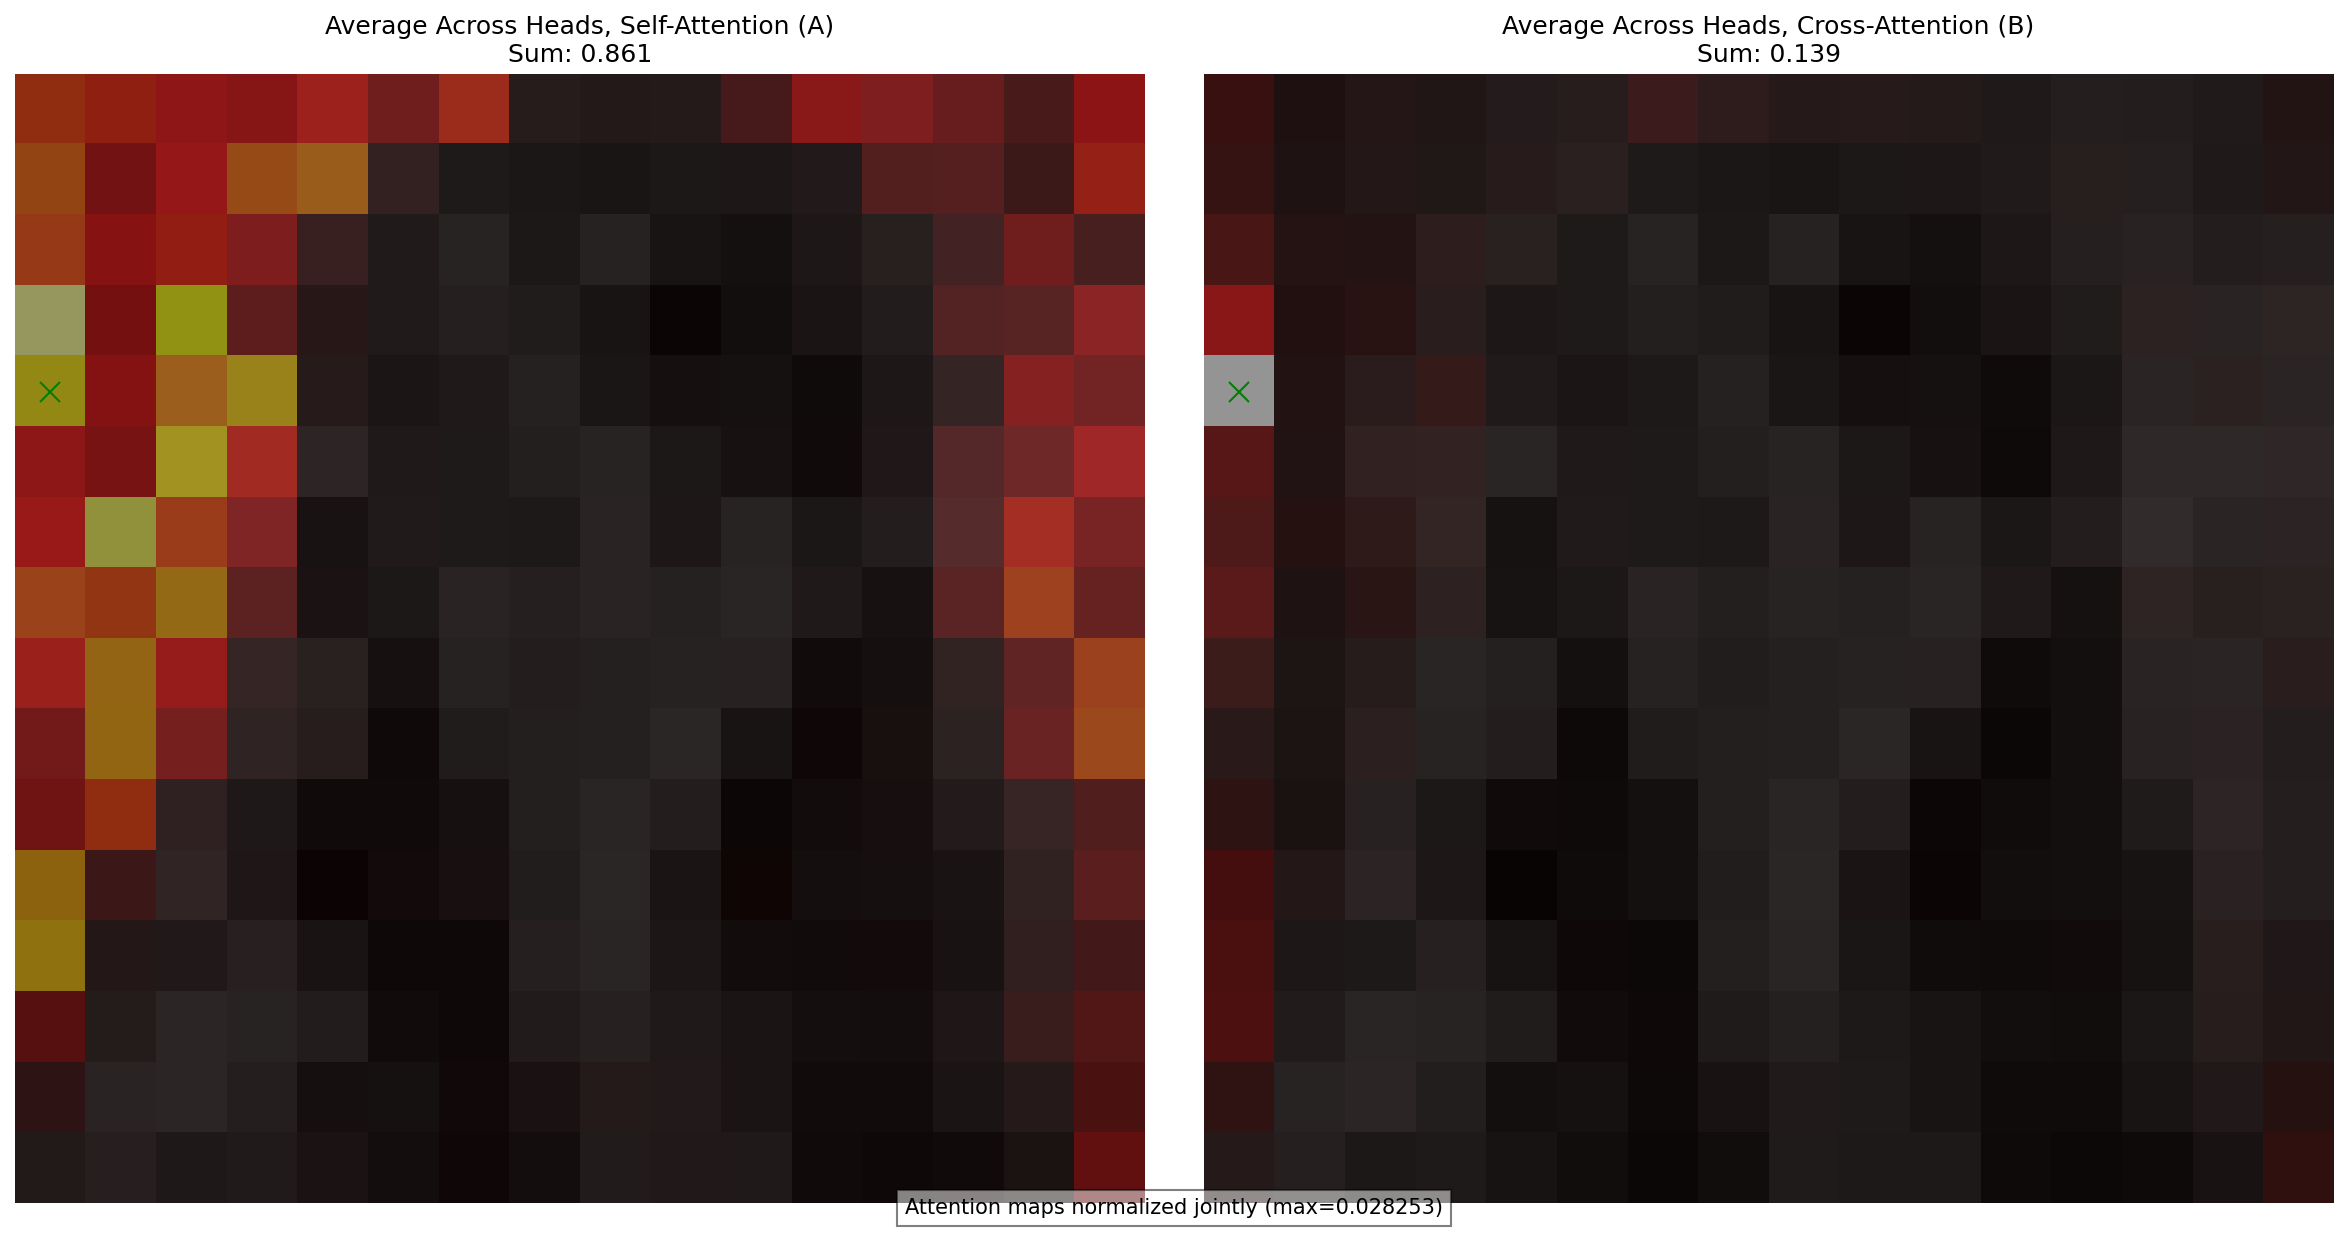 Average Across Heads, Self-Attention (A)
Sum: 0.861
Average Across Heads, Cross-Attention (B)
Sum: 0.139
Attention maps normalized jointly (max=0.028253)